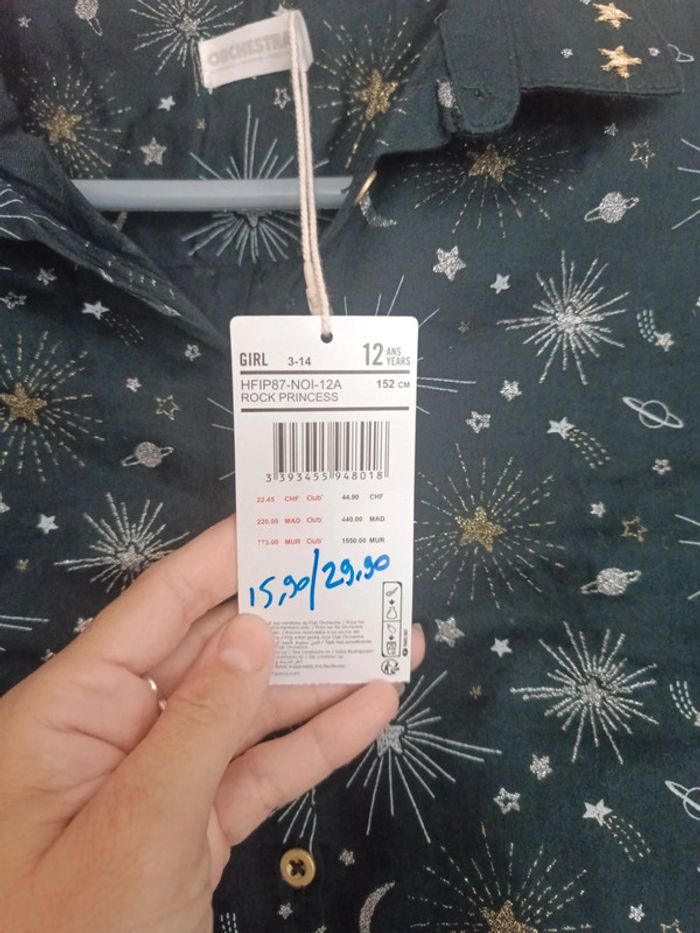 ORCHESTRA
GIRL 3-14 12 ANS YEARS
HFIP87-NOI-12A 152 CM
ROCK PRINCESS
3 393455 948018
22.45 CHF Club' 44.90 CHF
220.00 MAD Club' 440.00 MAD
775.00 MUR Club' 1550.00 MUR
15,90/29,90